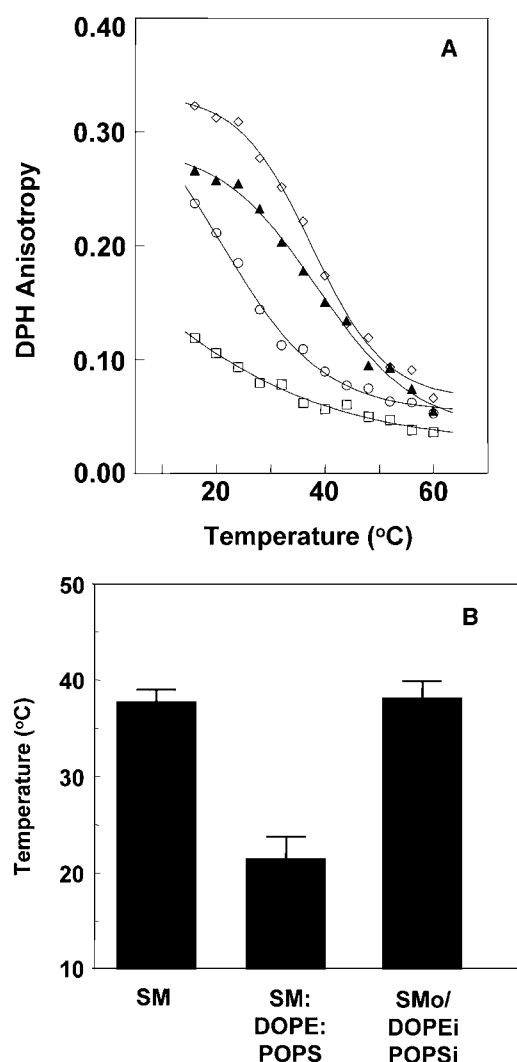 A
0.40
0.30
0.20
0.10
0.00
DPH Anisotropy
20 40 60
Temperature (°C)
B
50
40
30
20
10
Temperature (°C)
SM
SM:
DOPE:
POPS
SMo/
DOPEi
POPSi